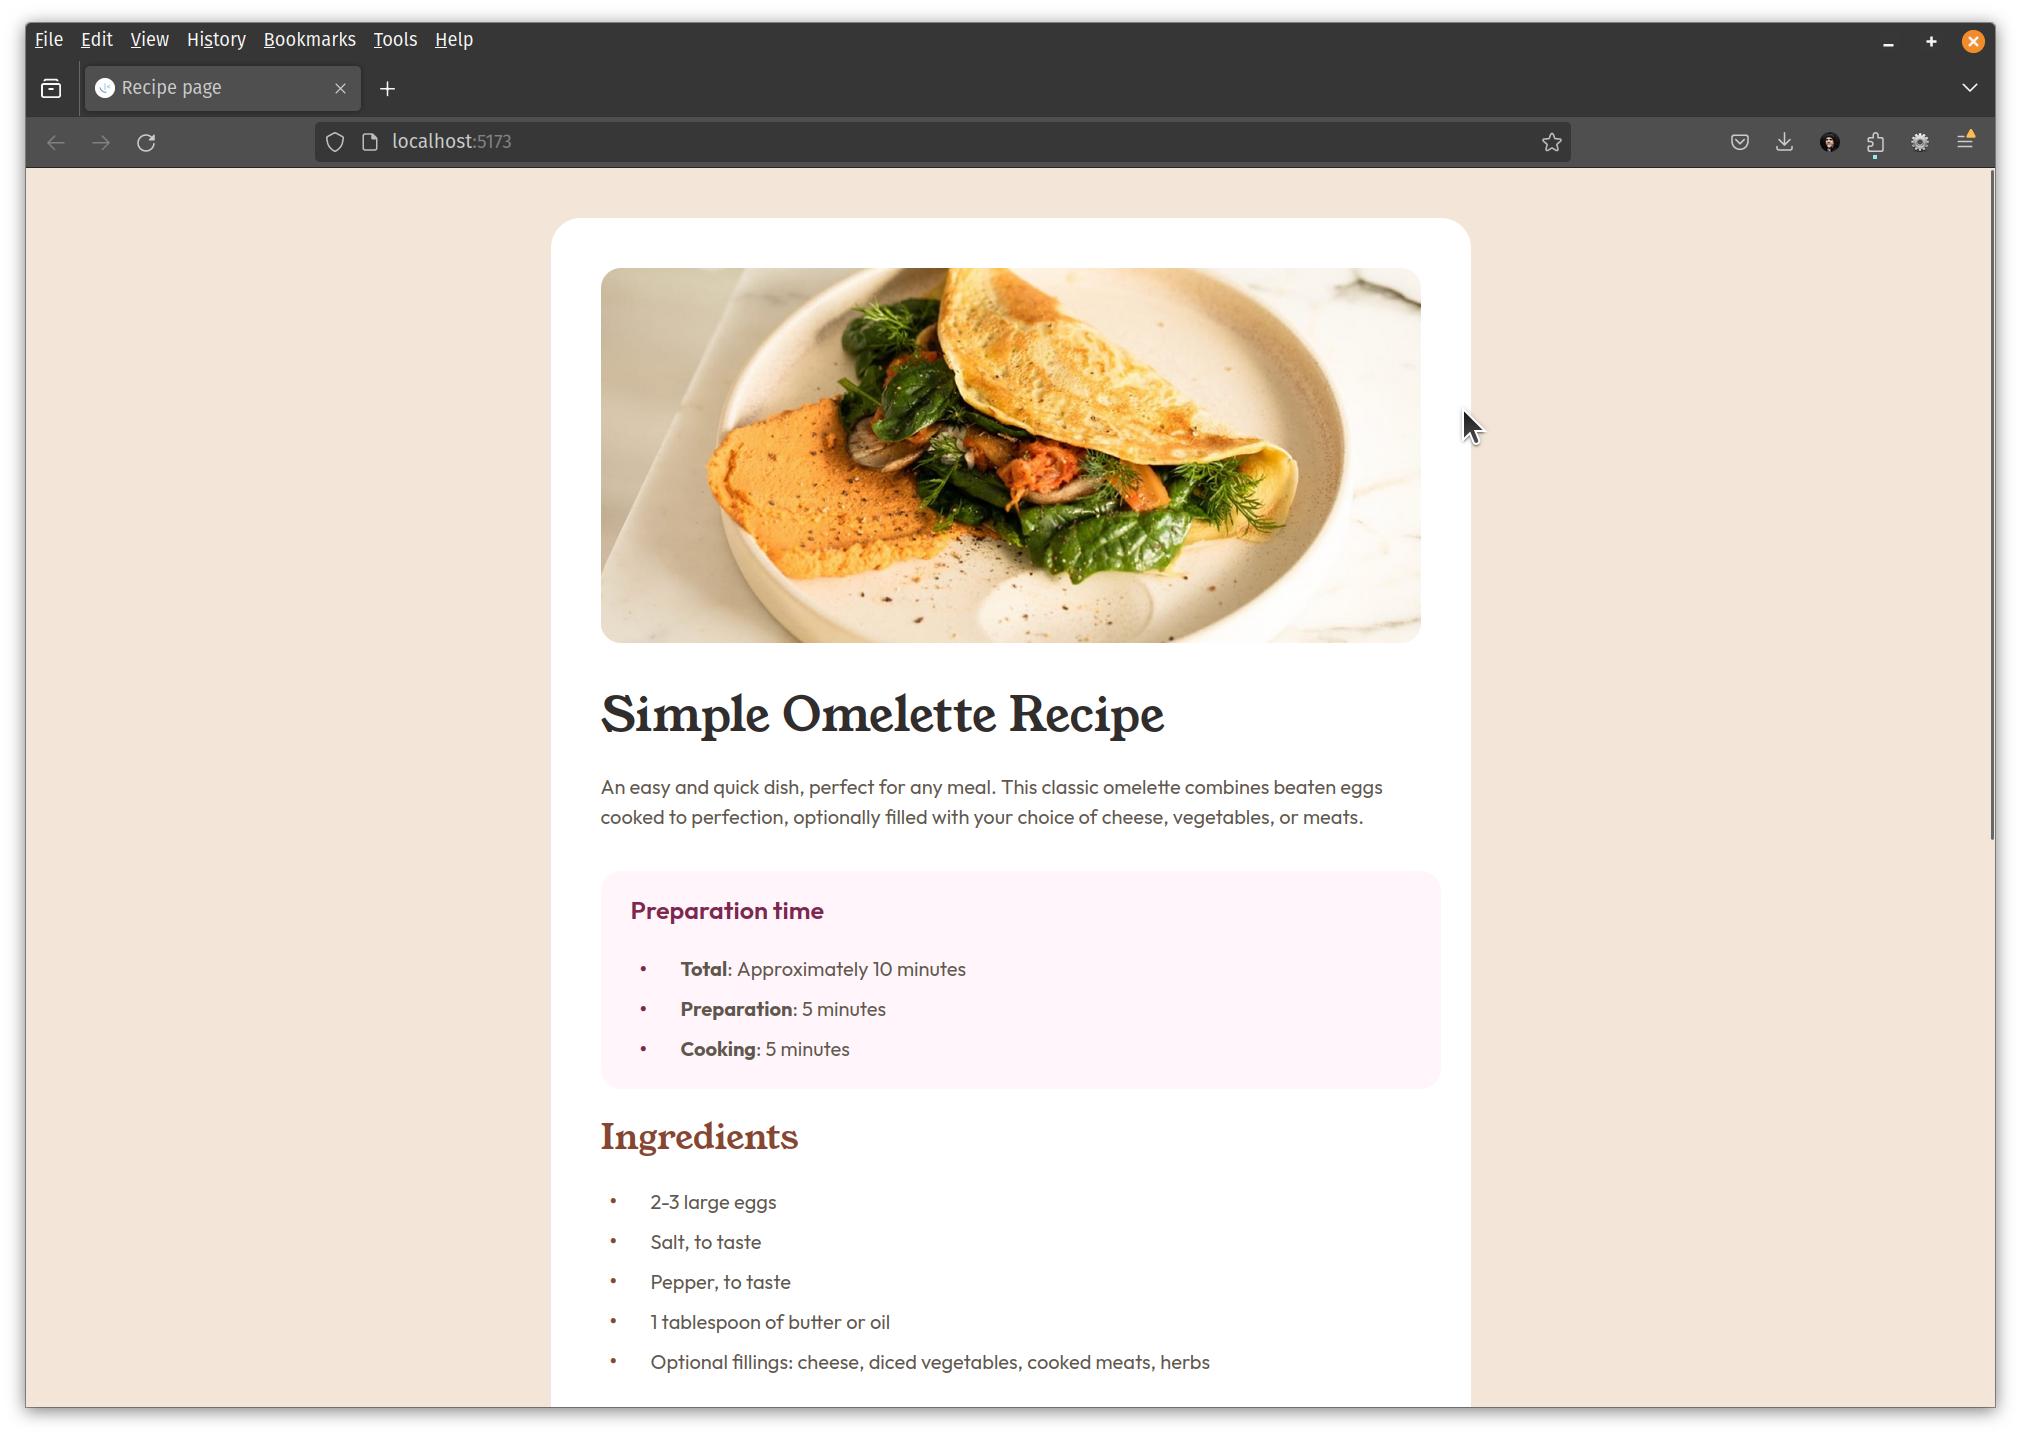 File Edit View History Bookmarks Tools Help
Recipe page
localhost:5173
Simple Omelette Recipe
An easy and quick dish, perfect for any meal. This classic omelette combines beaten eggs
cooked to perfection, optionally filled with your choice of cheese, vegetables, or meats.
Preparation time
• Total: Approximately 10 minutes
• Preparation: 5 minutes
• Cooking: 5 minutes
Ingredients
• 2-3 large eggs
• Salt, to taste
• Pepper, to taste
• 1 tablespoon of butter or oil
• Optional fillings: cheese, diced vegetables, cooked meats, herbs